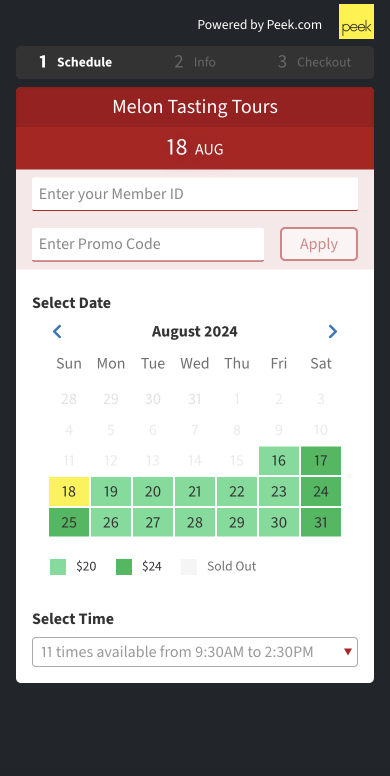 Powered by Peek.com peek
1 Schedule 2 Info 3 Checkout
Melon Tasting Tours
18 AUG
Enter your Member ID
Enter Promo Code Apply
Select Date
August 2024
Sun Mon Tue Wed Thu Fri Sat
28 29 30 31 1 2 3
4 5 6 7 8 9 10
11 12 13 14 15 16 17
18 19 20 21 22 23 24
25 26 27 28 29 30 31
$20 $24 Sold Out
Select Time
11 times available from 9:30AM to 2:30PM